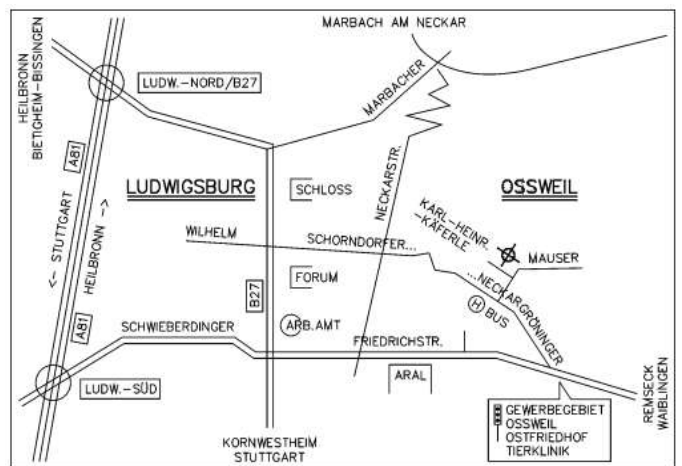 MARBACH AM NECKAR
HEILBRONN
BIETIGHEIM-BISSINGEN
LUDW.-NORD/B27
MARBACHER
A81
LUDWIGSBURG
SCHLOSS
NECKARSTR.
OSSWEIL
KARL-HEINR.
-KÄFERLE
<-- STUTTGART
HEILBRONN -->
WILHELM
SCHORNDORFER...
MAUSER
FORUM
...NECKARGRÖNINGER
B27
H BUS
A81
SCHWIEBERDINGER
ARB.AMT
FRIEDRICHSTR.
ARAL
LUDW.-SÜD
REMSECK
WAIBLINGEN
GEWERBEGEBIET
OSSWEIL
OSTFRIEDHOF
TIERKLINIK
KORNWESTHEIM
STUTTGART